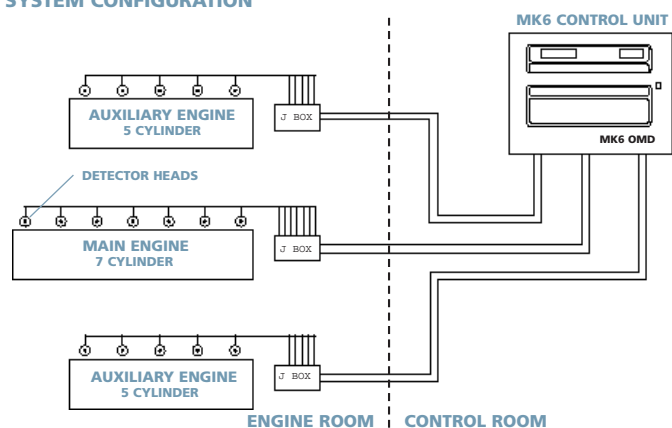 SYSTEM CONFIGURATION
MK6 CONTROL UNIT
AUXILIARY ENGINE
5 CYLINDER
J BOX
MK6 OMD
DETECTOR HEADS
MAIN ENGINE
7 CYLINDER
J BOX
AUXILIARY ENGINE
5 CYLINDER
J BOX
ENGINE ROOM
CONTROL ROOM